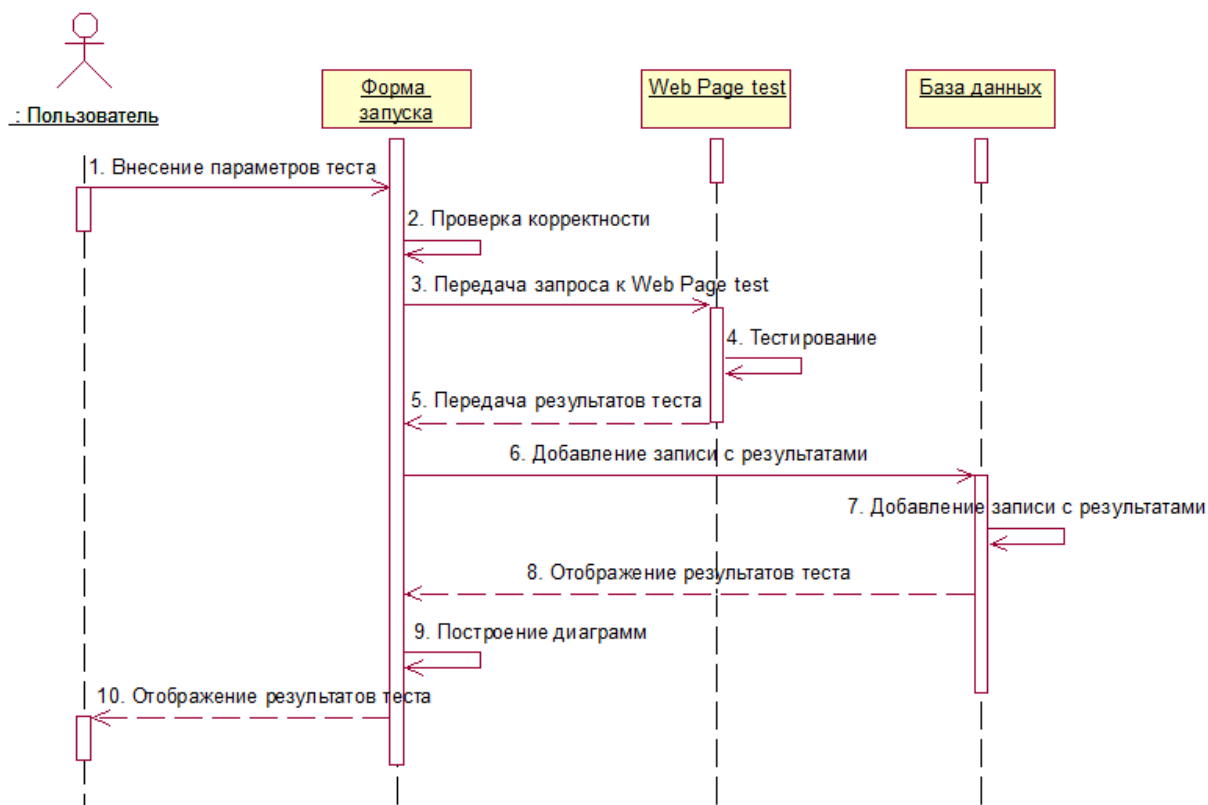 : Пользователь
Форма
запуска
Web Page test
База данных
1. Внесение параметров теста
2. Проверка корректности
3. Передача запроса к Web Page test
4. Тестирование
5. Передача результатов теста
6. Добавление записи с результатами
7. Добавление записи с результатами
8. Отображение результатов теста
9. Построение диаграмм
10. Отображение результатов теста